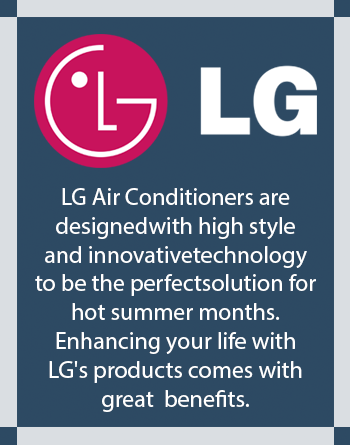 LG
LG Air Conditioners are
designedwith high style
and innovativetechnology
to be the perfectsolution for
hot summer months.
Enhancing your life with
LG's products comes with
great  benefits.